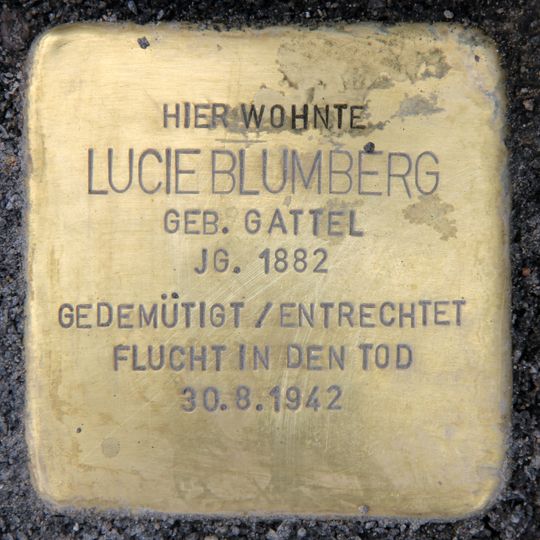 HIER WOHNTE
LUCIE BLUMBERG
GEB. GATTEL
JG. 1882
GEDEMÜTIGT / ENTRECHTET
FLUCHT IN DEN TOD
30.8.1942